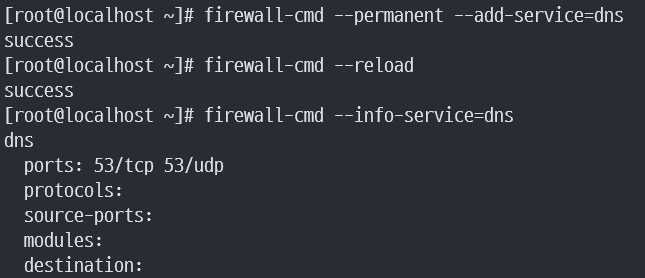 [root@localhost ~]# firewall-cmd --permanent --add-service=dns
success
[root@localhost ~]# firewall-cmd --reload
success
[root@localhost ~]# firewall-cmd --info-service=dns
dns
  ports: 53/tcp 53/udp
  protocols:
  source-ports:
  modules:
  destination: